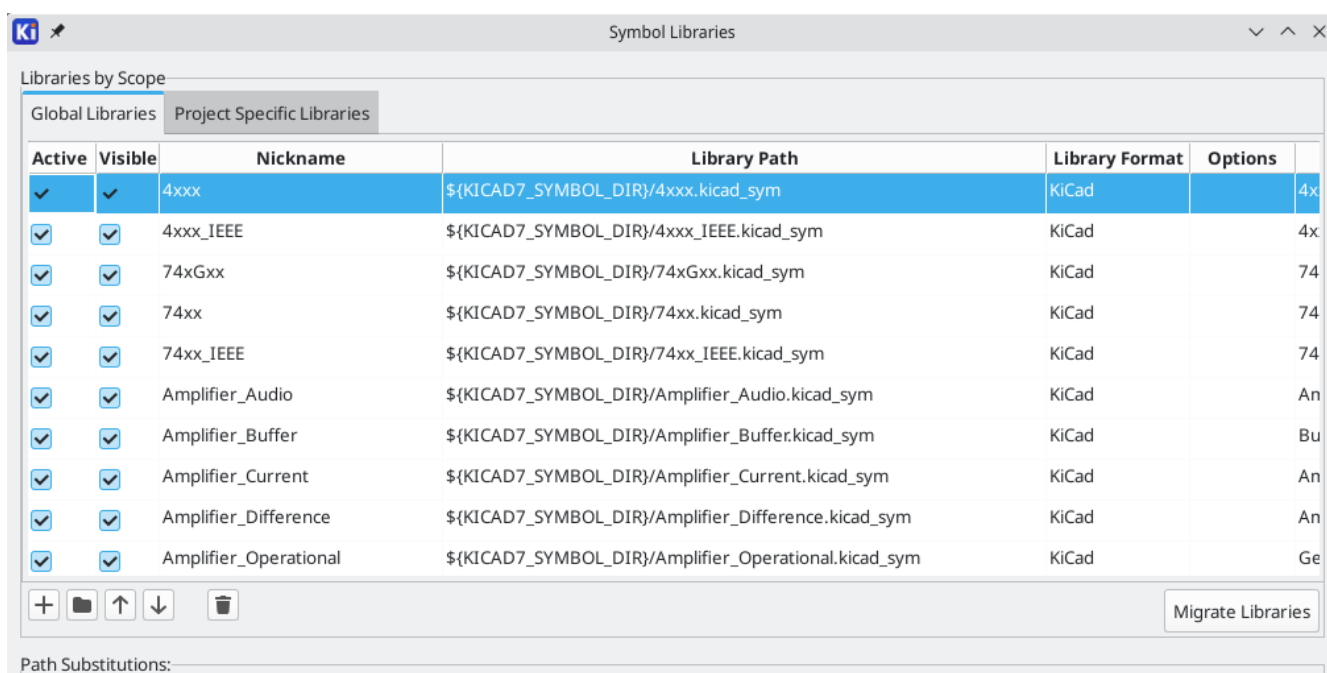 Ki Symbol Libraries
Libraries by Scope
Global Libraries Project Specific Libraries
Active Visible Nickname Library Path Library Format Options
4xxx ${KICAD7_SYMBOL_DIR}/4xxx.kicad_sym KiCad 4x
4xxx_IEEE ${KICAD7_SYMBOL_DIR}/4xxx_IEEE.kicad_sym KiCad 4x
74xGxx ${KICAD7_SYMBOL_DIR}/74xGxx.kicad_sym KiCad 74
74xx ${KICAD7_SYMBOL_DIR}/74xx.kicad_sym KiCad 74
74xx_IEEE ${KICAD7_SYMBOL_DIR}/74xx_IEEE.kicad_sym KiCad 74
Amplifier_Audio ${KICAD7_SYMBOL_DIR}/Amplifier_Audio.kicad_sym KiCad Am
Amplifier_Buffer ${KICAD7_SYMBOL_DIR}/Amplifier_Buffer.kicad_sym KiCad Bu
Amplifier_Current ${KICAD7_SYMBOL_DIR}/Amplifier_Current.kicad_sym KiCad Am
Amplifier_Difference ${KICAD7_SYMBOL_DIR}/Amplifier_Difference.kicad_sym KiCad Am
Amplifier_Operational ${KICAD7_SYMBOL_DIR}/Amplifier_Operational.kicad_sym KiCad Ge
Migrate Libraries
Path Substitutions: